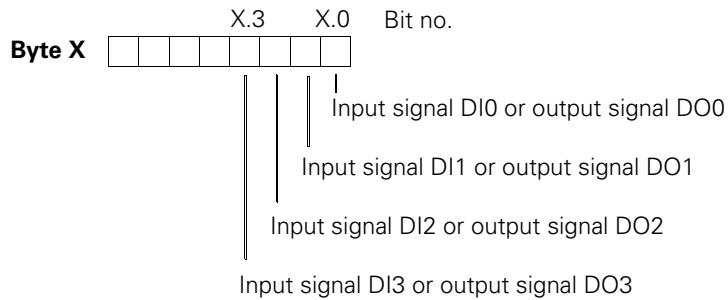 X.3 X.0 Bit no.
Byte X
Input signal DI0 or output signal DO0
Input signal DI1 or output signal DO1
Input signal DI2 or output signal DO2
Input signal DI3 or output signal DO3